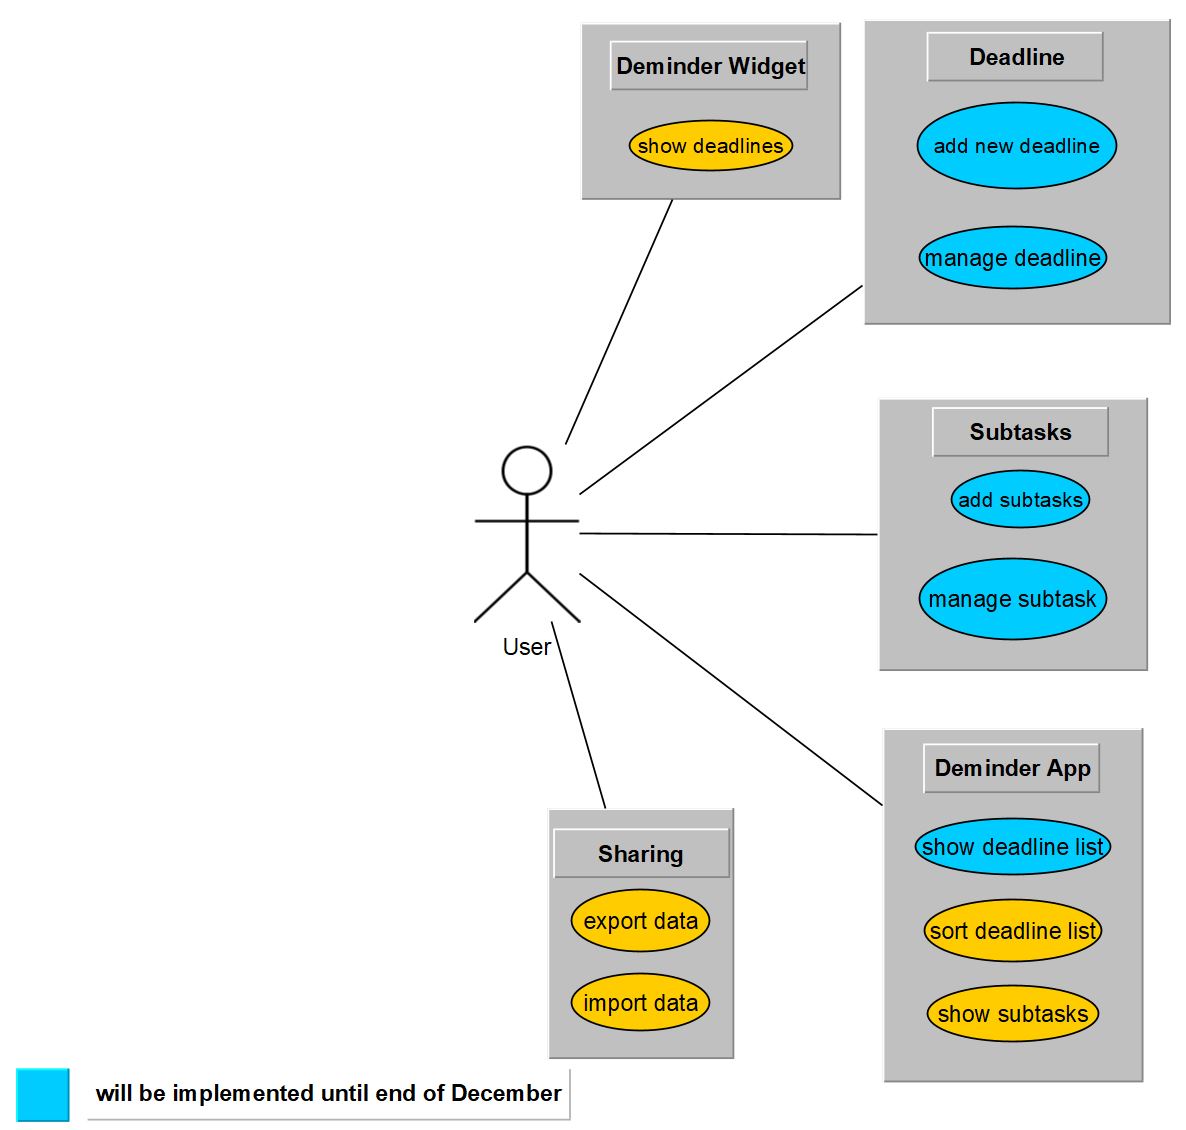 Deminder Widget
show deadlines
Deadline
add new deadline
manage deadline
Subtasks
add subtasks
manage subtask
User
Deminder App
show deadline list
sort deadline list
show subtasks
Sharing
export data
import data
will be implemented until end of December